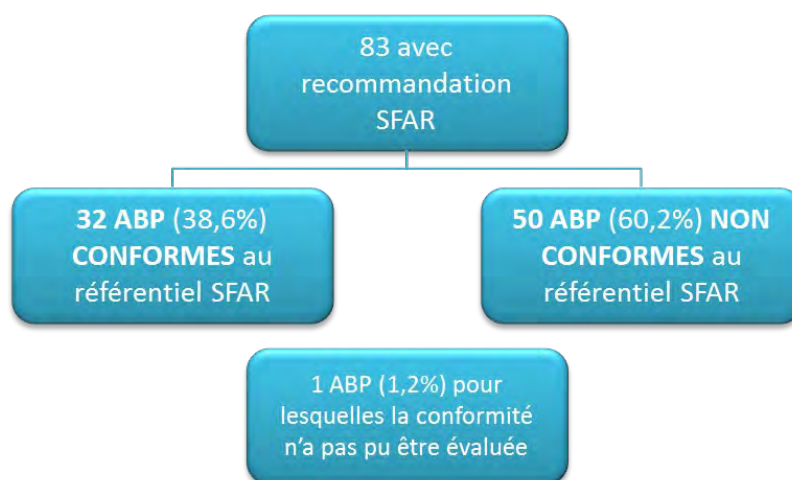 83 avec
recommandation
SFAR
32 ABP (38,6%)
CONFORMES au
référentiel SFAR
50 ABP (60,2%) NON
CONFORMES au
référentiel SFAR
1 ABP (1,2%) pour
lesquelles la conformité
n'a pas pu être évaluée